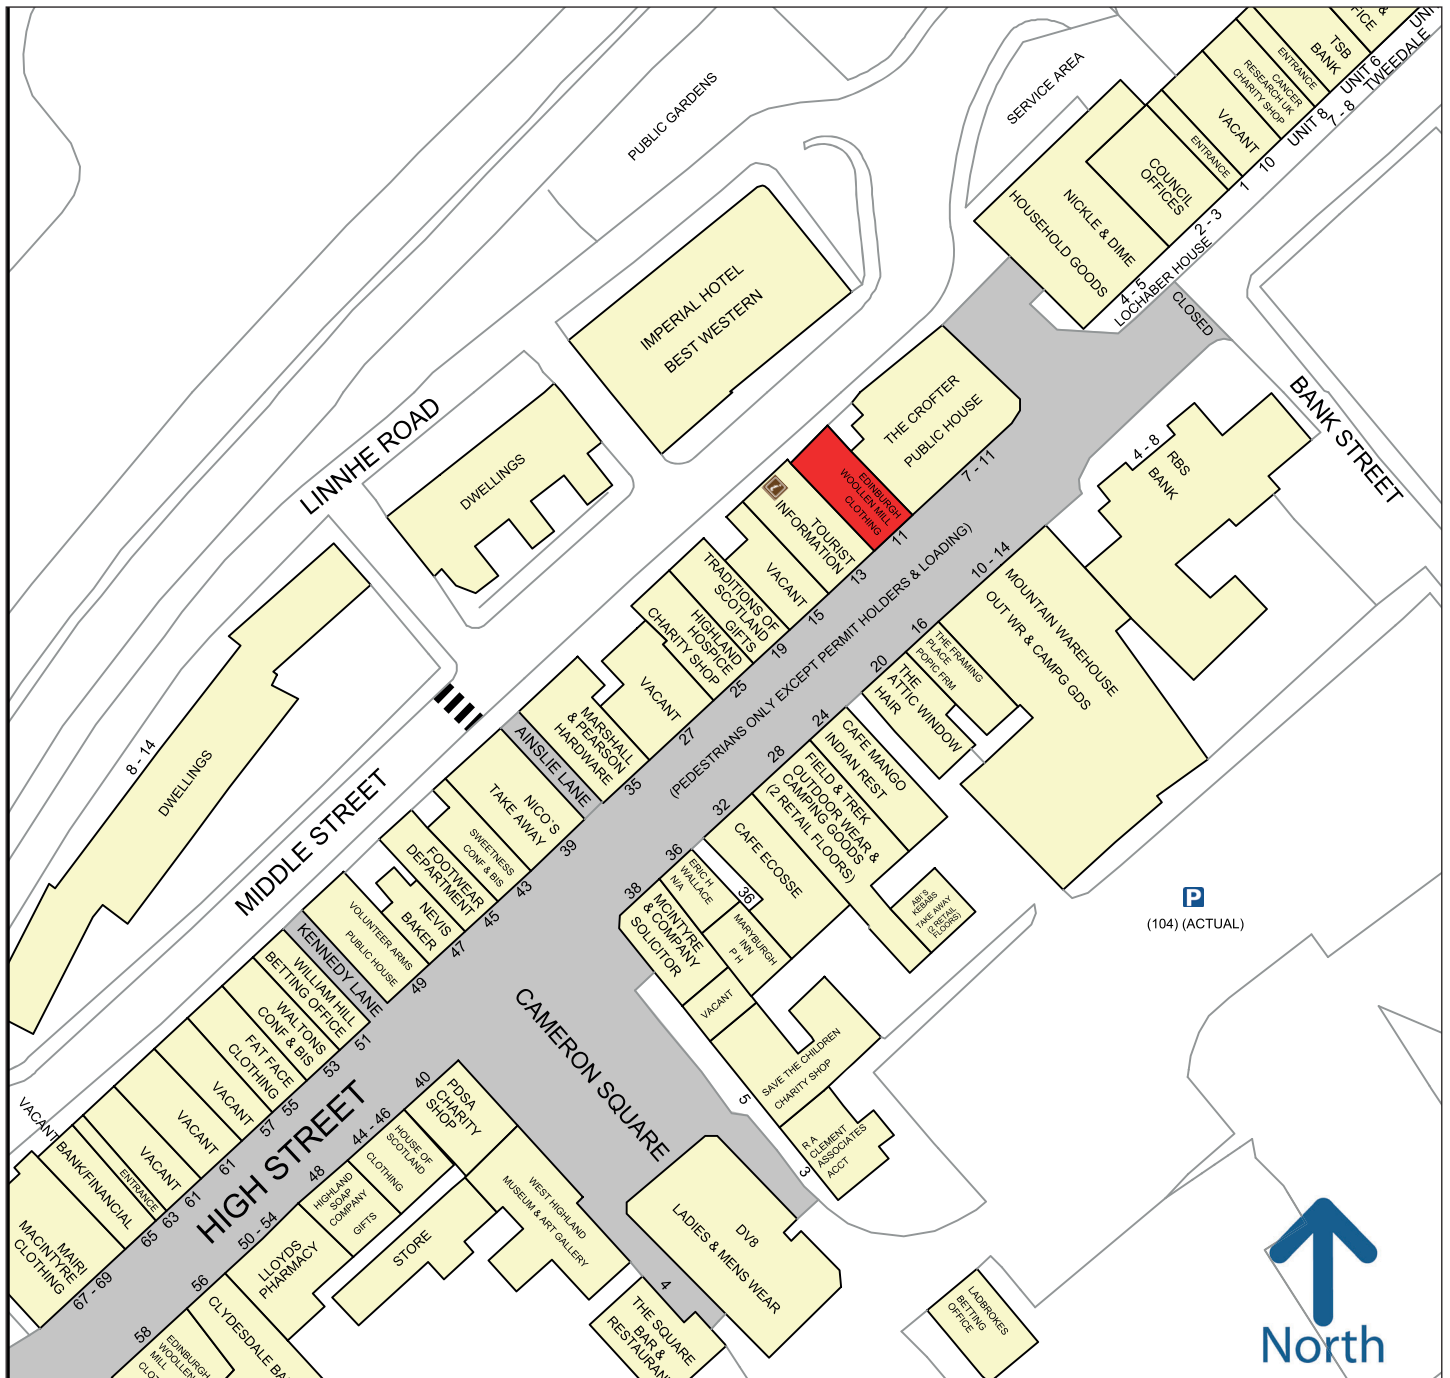 FICE
&
UNI
TSB
BANK
ENTRANCE
CANCER
RESEARCH UK
CHARITY SHOP
VACANT
ENTRANCE
UNIT 6
TWEEDALE
7 - 8
UNIT 8
10
1
COUNCIL
OFFICES
2 - 3
NICKLE & DIME
HOUSEHOLD GOODS
4 - 5
LOCHABER HOUSE
CLOSED
SERVICE AREA
PUBLIC GARDENS
IMPERIAL HOTEL
BEST WESTERN
BANK STREET
4 - 8
RBS
BANK
THE CROFTER
PUBLIC HOUSE
7 - 11
LINNHE ROAD
DWELLINGS
EDINBURGH
WOOLLEN MILL
CLOTHING
11
i
TOURIST
INFORMATION
13
VACANT
15
TRADITIONS OF
SCOTLAND
GIFTS
19
HIGHLAND
HOSPICE
CHARITY SHOP
25
VACANT
27
MARSHALL
& PEARSON
HARDWARE
35
AINSLIE LANE
(PEDESTRIANS ONLY EXCEPT PERMIT HOLDERS & LOADING)
10 - 14
MOUNTAIN WAREHOUSE
OUT WR & CAMPG GDS
16
THE FRAMING
PLACE
POPIC FRM
20
THE
ATTIC WINDOW
HAIR
24
CAFE MANGO
INDIAN REST
28
FIELD & TREK
OUTDOOR WEAR &
CAMPING GOODS
(2 RETAIL FLOORS)
32
CAFE ECOSSE
ABI'S
KEBABS
TAKE AWAY
(2 RETAIL
FLOORS)
P
(104) (ACTUAL)
8 - 14
DWELLINGS
MIDDLE STREET
NICO'S
TAKE AWAY
39
SWEETNESS
CONF & BIS
43
FOOTWEAR
DEPARTMENT
45
NEVIS
BAKER
47
VOLUNTEER ARMS
PUBLIC HOUSE
49
KENNEDY LANE
36
ERIC H
WALLACE
N/A
36
MARYBURGH
INN
P H
38
MCINTYRE
& COMPANY
SOLICITOR
VACANT
SAVE THE CHILDREN
CHARITY SHOP
5
R A
CLEMENT
ASSOCIATES
ACCT
3
CAMERON SQUARE
WILLIAM HILL
BETTING OFFICE
51
WALTONS
CONF & BIS
53
FAT FACE
CLOTHING
55
VACANT
57
VACANT
61
VACANT
61
ENTRANCE
63
BANK/FINANCIAL
65
VACANT
MAIRI
MACINTYRE
CLOTHING
67 - 69
HIGH STREET
40
PDSA
CHARITY
SHOP
44 - 46
HOUSE OF
SCOTLAND
CLOTHING
48
HIGHLAND
SOAP
COMPANY
GIFTS
50 - 54
LLOYDS
PHARMACY
STORE
WEST HIGHLAND
MUSEUM & ART GALLERY
56
CLYDESDALE BA
58
EDINBURGH
WOOLLEN
MILL
CLO
DV8
LADIES & MENS WEAR
4
THE SQUARE
BAR &
RESTAURAN
LADBROKES
BETTING
OFFICE
North